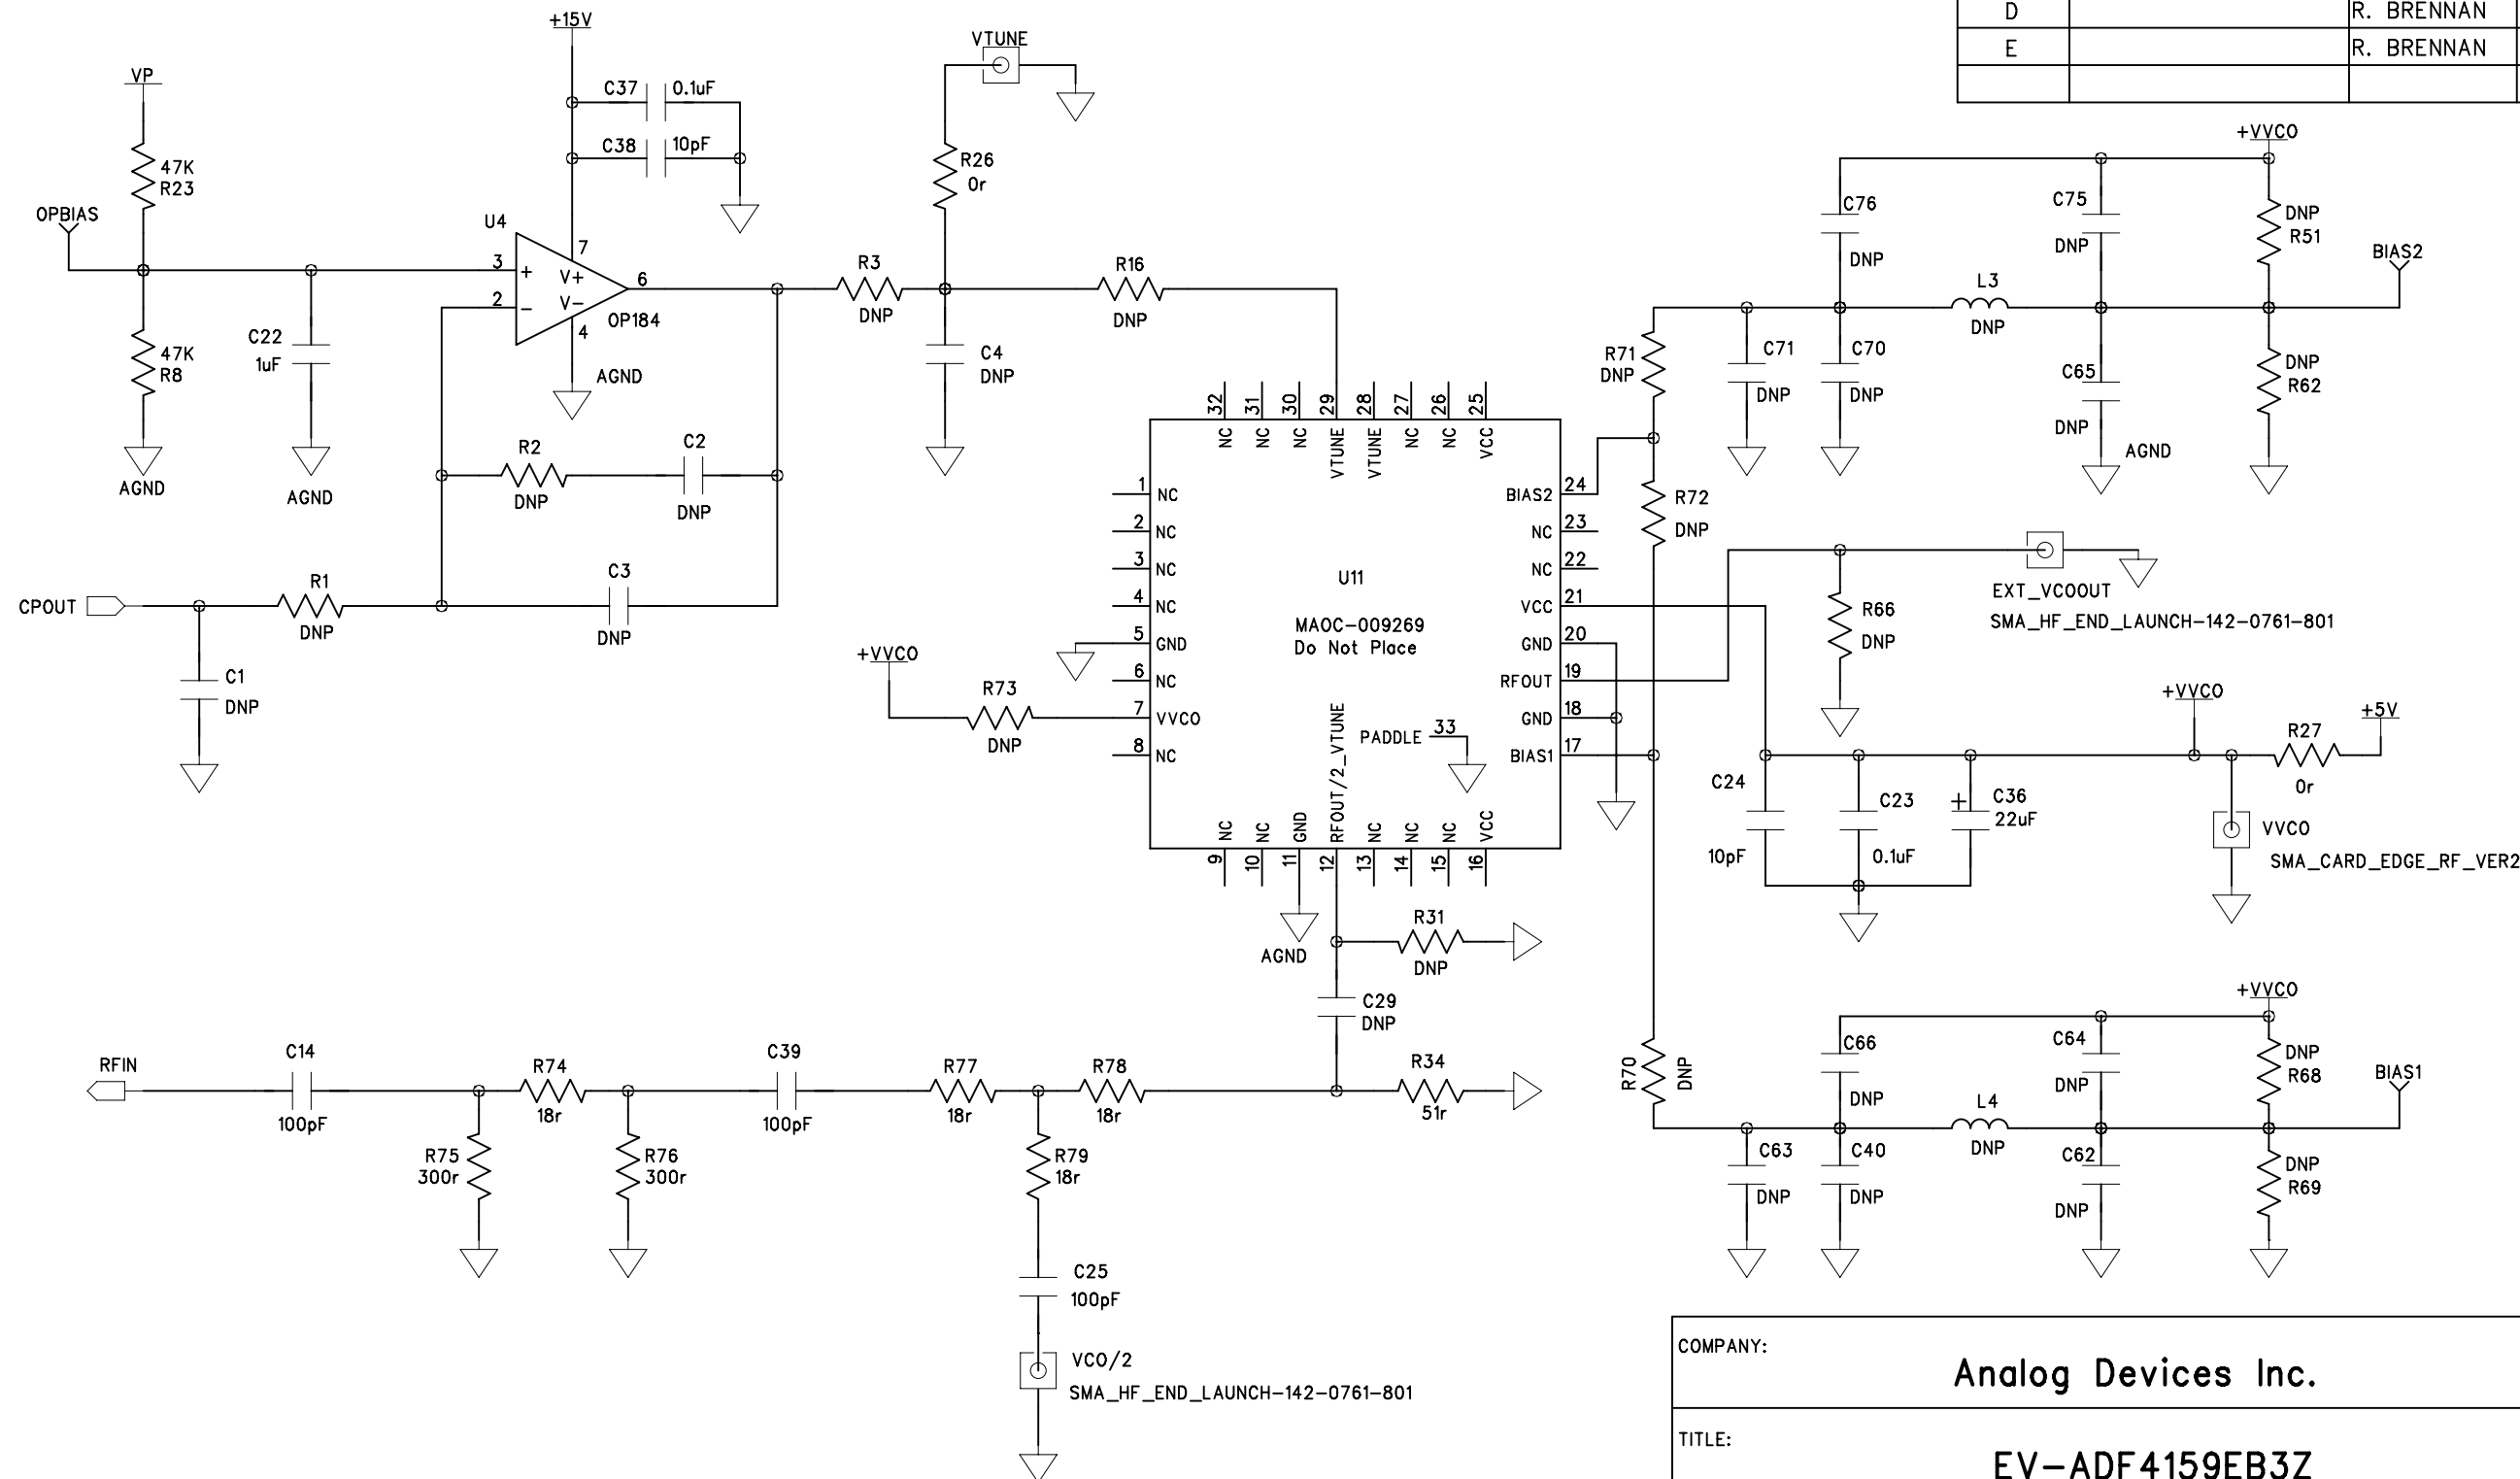 D
R. BRENNAN
E
R. BRENNAN
+15V
VTUNE
VP
C37
0.1uF
C38
10pF
R26
0r
47K
R23
OPBIAS
U4
7
3
+
V+
6
2
-
V-
4
OP184
AGND
C22
1uF
47K
R8
AGND
AGND
R3
DNP
R16
DNP
C4
DNP
R2
DNP
C2
DNP
C3
DNP
CPOUT
R1
DNP
C1
DNP
+VVCO
R73
DNP
32
31
30
29
28
27
26
25
NC
NC
NC
VTUNE
VTUNE
NC
NC
VCC
1
NC
2
NC
3
NC
4
NC
5
GND
6
NC
7
VVCO
8
NC
U11
MAOC-009269
Do Not Place
PADDLE
33
BIAS2
24
NC
23
NC
22
VCC
21
GND
20
RFOUT
19
GND
18
BIAS1
17
NC
NC
GND
RFOUT/2_VTUNE
NC
NC
NC
VCC
9
10
11
12
13
14
15
16
AGND
R31
DNP
C29
DNP
+VVCO
C76
DNP
C75
DNP
DNP
R51
BIAS2
L3
DNP
R71
DNP
C71
DNP
C70
DNP
C65
DNP
AGND
DNP
R62
R72
DNP
EXT_VCOOUT
SMA_HF_END_LAUNCH-142-0761-801
R66
DNP
+VVCO
+5V
R27
0r
C24
10pF
C23
0.1uF
+
C36
22uF
VVCO
SMA_CARD_EDGE_RF_VER2
RFIN
C14
100pF
R74
18r
C39
100pF
R77
18r
R78
18r
R34
51r
R75
300r
R76
300r
R79
18r
C25
100pF
VCO/2
SMA_HF_END_LAUNCH-142-0761-801
+VVCO
R70
DNP
C66
DNP
C64
DNP
DNP
R68
BIAS1
L4
DNP
C63
DNP
C40
DNP
C62
DNP
DNP
R69
COMPANY:
Analog Devices Inc.
TITLE:
EV-ADF4159EB3Z